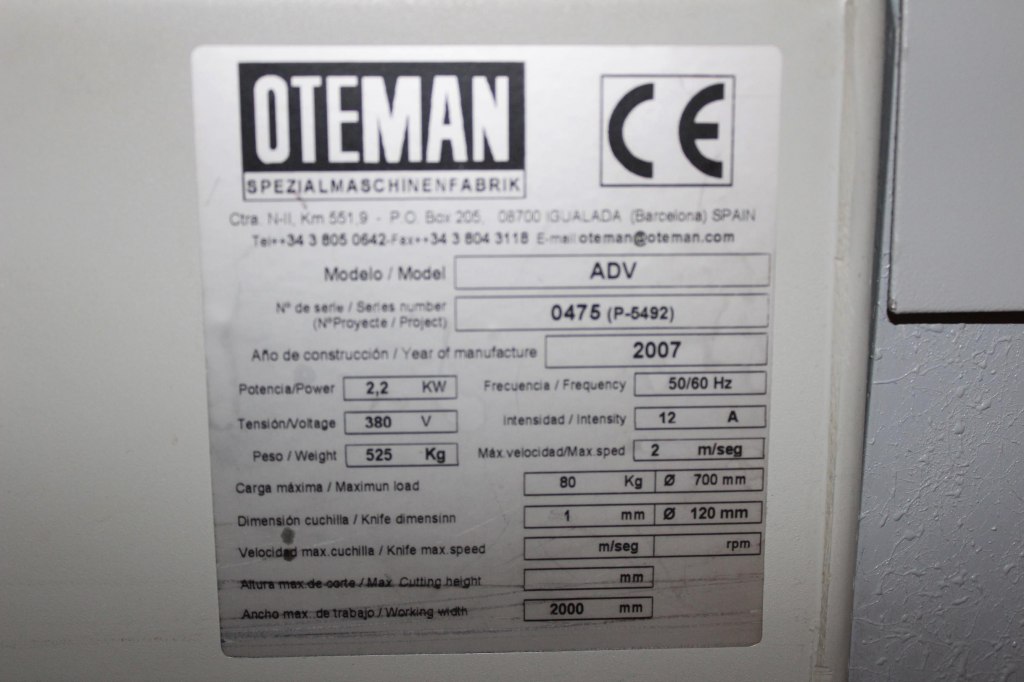 OTEMAN
SPEZIALMASCHINENFABRIK
CE
Ctra. N-II, Km 551.9 - P.O. Box 205, 08700 IGUALADA (Barcelona) SPAIN
Tel++34 3 805 0642-Fax++34 3 804 3118 E-mail oteman@oteman.com
Modelo / Model ADV
Nº de serie / Series number
(NºProyecte / Project) 0475 (P-5492)
Año de construcción / Year of manufacture 2007
Potencia/Power 2,2 KW Frecuencia / Frequency 50/60 Hz
Tensión/Voltage 380 V Intensidad / Intensity 12 A
Peso / Weight 525 Kg Máx.velocidad/Max.sped 2 m/seg
Carga máxima / Maximun load 80 Kg Ø 700 mm
Dimensión cuchilla / Knife dimensinn 1 mm Ø 120 mm
Velocidad max.cuchilla / Knife max.speed m/seg rpm
Altura max.de corte / Max. Cutting height mm
Ancho max. de trabajo / Working width 2000 mm